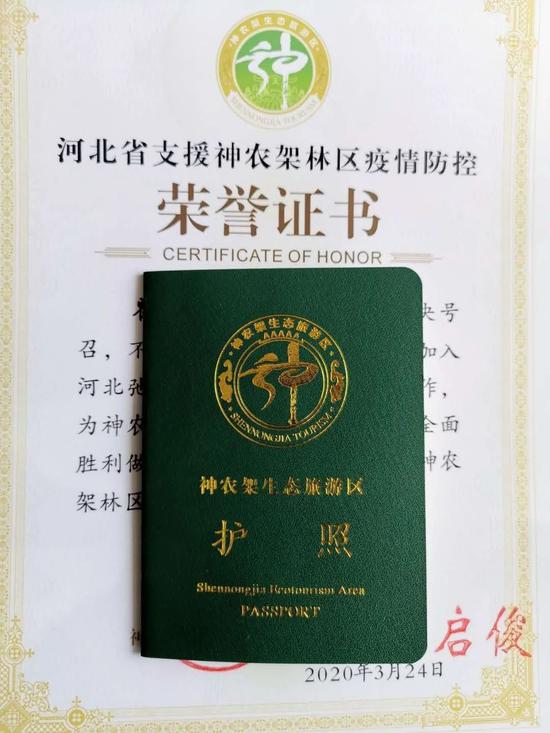 神农架生态旅游区
神
SHENNONGJIA TOURISM
河北省支援神农架林区疫情防控
荣誉证书
CERTIFICATE OF HONOR
号
召，不 加入
河北 作，
为神农 全面
胜利做 神农
架林区
神农架生态旅游区
神
SHENNONGJIA TOURISM
神农架生态旅游区
护 照
Shennongjia Ecotourism Area
PASSPORT
启俊
2020年3月24日